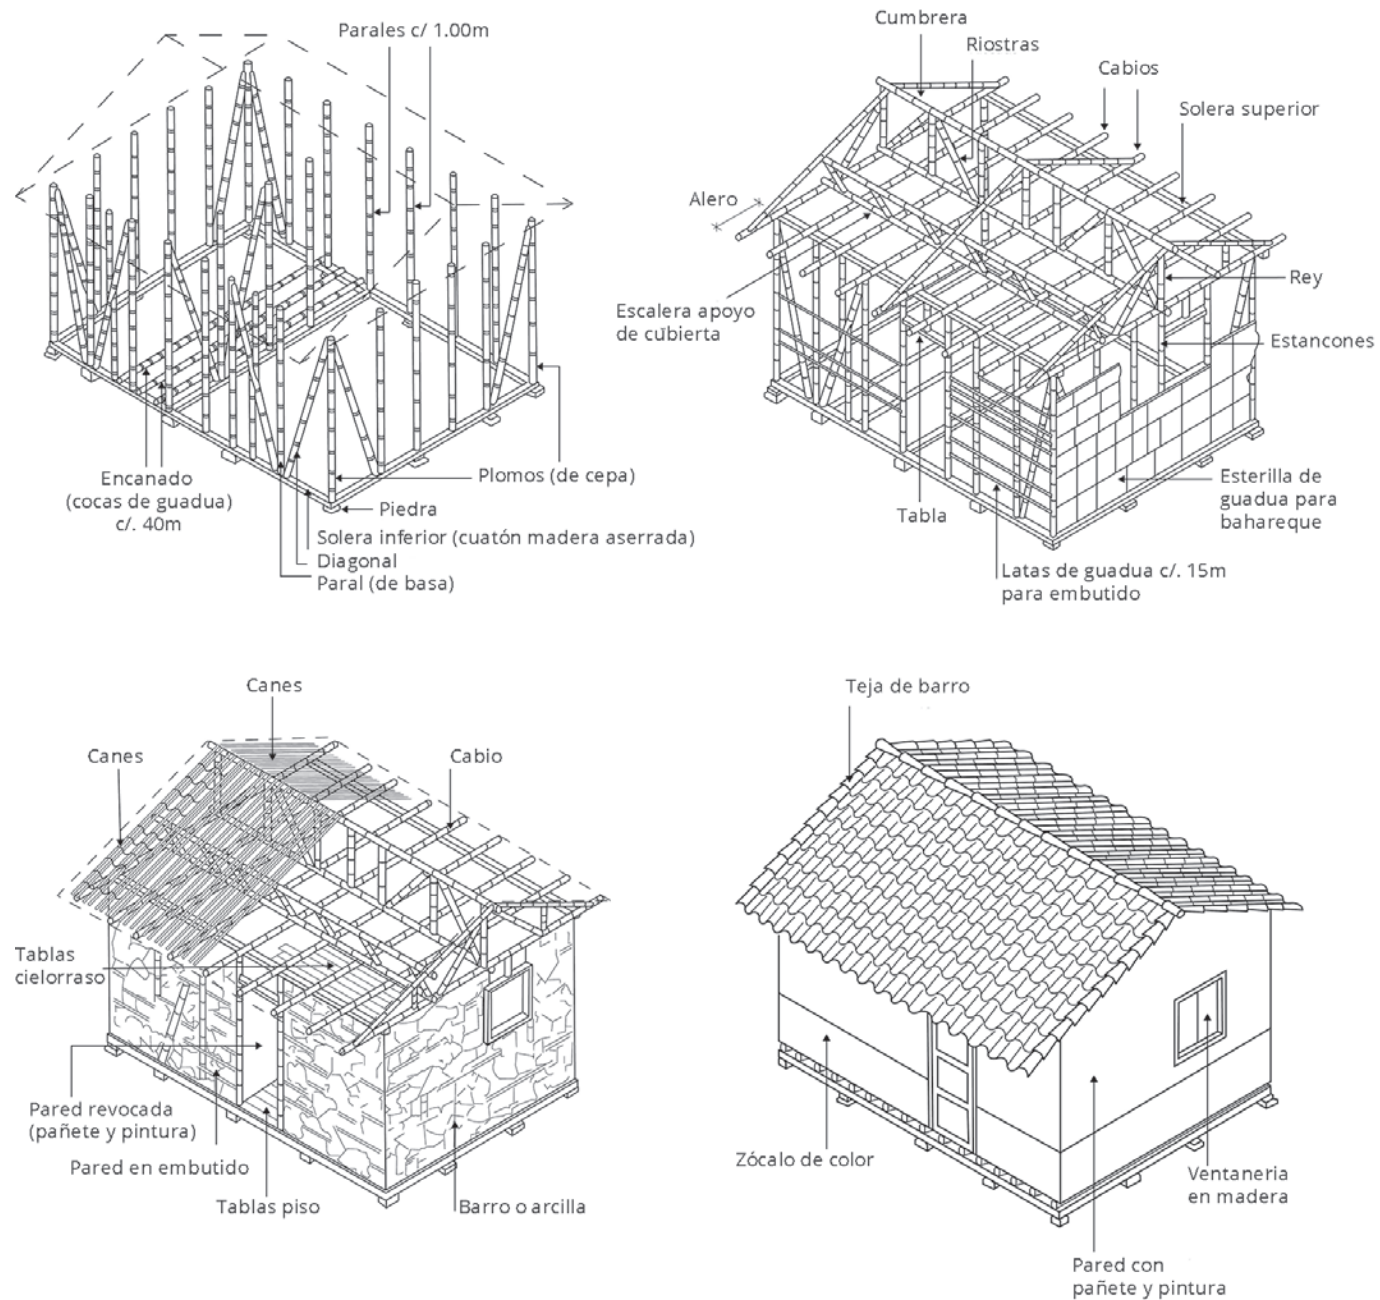 Parales c/ 1.00m
Encanado
(cocas de guadua)
c/. 40m
Plomos (de cepa)
Piedra
Solera inferior (cuatón madera aserrada)
Diagonal
Paral (de basa)
Cumbrera
Riostras
Cabios
Solera superior
Alero
Escalera apoyo
de cubierta
Rey
Estancones
Tabla
Esterilla de
guadua para
bahareque
Latas de guadua c/. 15m
para embutido
Canes
Canes
Cabio
Tablas
cielorraso
Pared revocada
(pañete y pintura)
Pared en embutido
Tablas piso
Barro o arcilla
Teja de barro
Zócalo de color
Ventaneria
en madera
Pared con
pañete y pintura